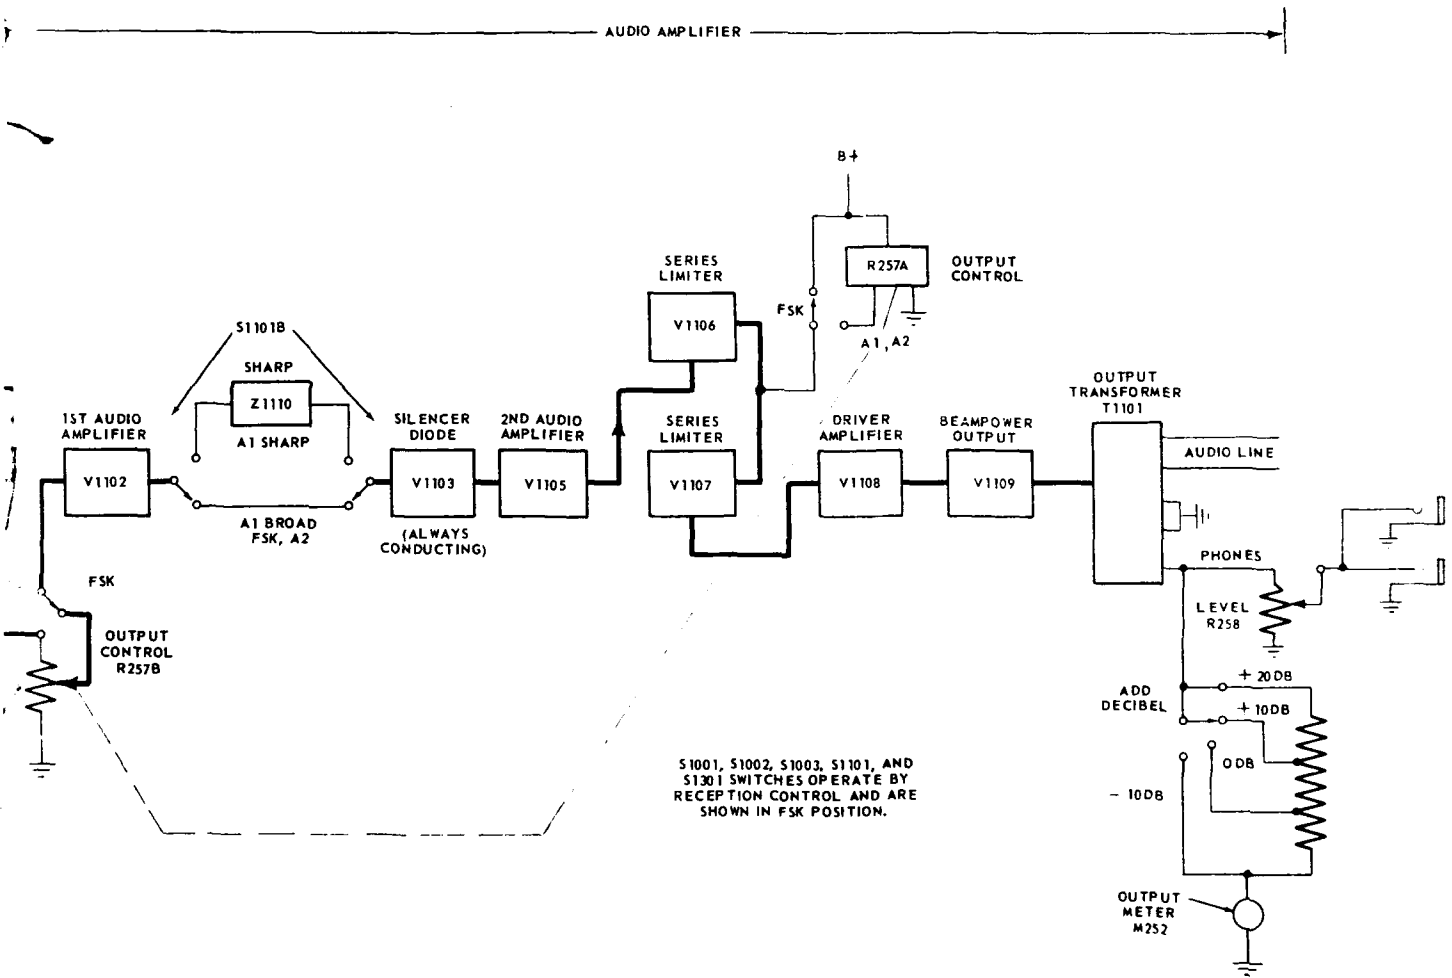 AUDIO AMPLIFIER
B+
R257A
OUTPUT
CONTROL
FSK
A1, A2
SERIES
LIMITER
V1106
S1101B
SHARP
Z1110
A1 SHARP
1ST AUDIO
AMPLIFIER
V1102
A1 BROAD
FSK, A2
SILENCER
DIODE
V1103
(ALWAYS
CONDUCTING)
2ND AUDIO
AMPLIFIER
V1105
SERIES
LIMITER
V1107
DRIVER
AMPLIFIER
V1108
BEAMPOWER
OUTPUT
V1109
OUTPUT
TRANSFORMER
T1101
AUDIO LINE
PHONES
LEVEL
R258
FSK
OUTPUT
CONTROL
R257B
ADD
DECIBEL
+ 20DB
+ 10DB
0DB
- 10DB
OUTPUT
METER
M252
S1001, S1002, S1003, S1101, AND
S1301 SWITCHES OPERATE BY
RECEPTION CONTROL AND ARE
SHOWN IN FSK POSITION.